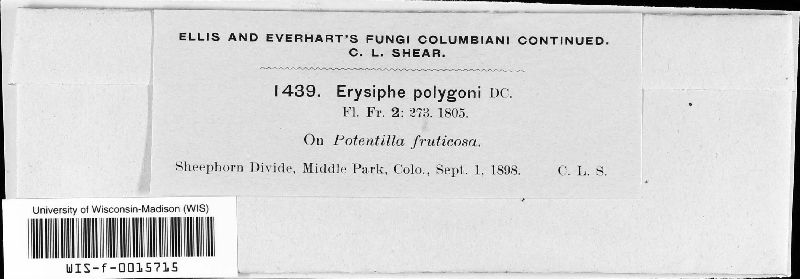 ELLIS AND EVERHART'S FUNGI COLUMBIANI CONTINUED.
C. L. SHEAR.
1439. Erysiphe polygoni DC.
Fl. Fr. 2: 273. 1805.
On Potentilla fruticosa.
Sheephorn Divide, Middle Park, Colo., Sept. 1, 1898. C. L. S.
University of Wisconsin-Madison (WIS)
WIS-f-0015715